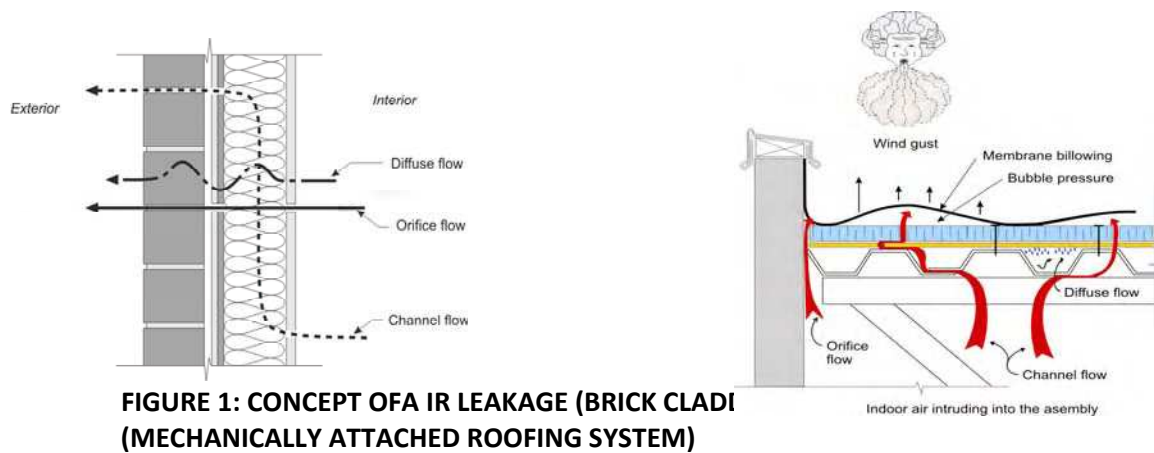 Exterior
Interior
Diffuse flow
Orifice flow
Channel flow
Wind gust
Membrane billowing
Bubble pressure
Diffuse flow
Orifice
flow
Channel flow
Indoor air intruding into the asembly
FIGURE 1: CONCEPT OFA IR LEAKAGE (BRICK
(MECHANICALLY ATTACHED ROOFING SYSTEM)